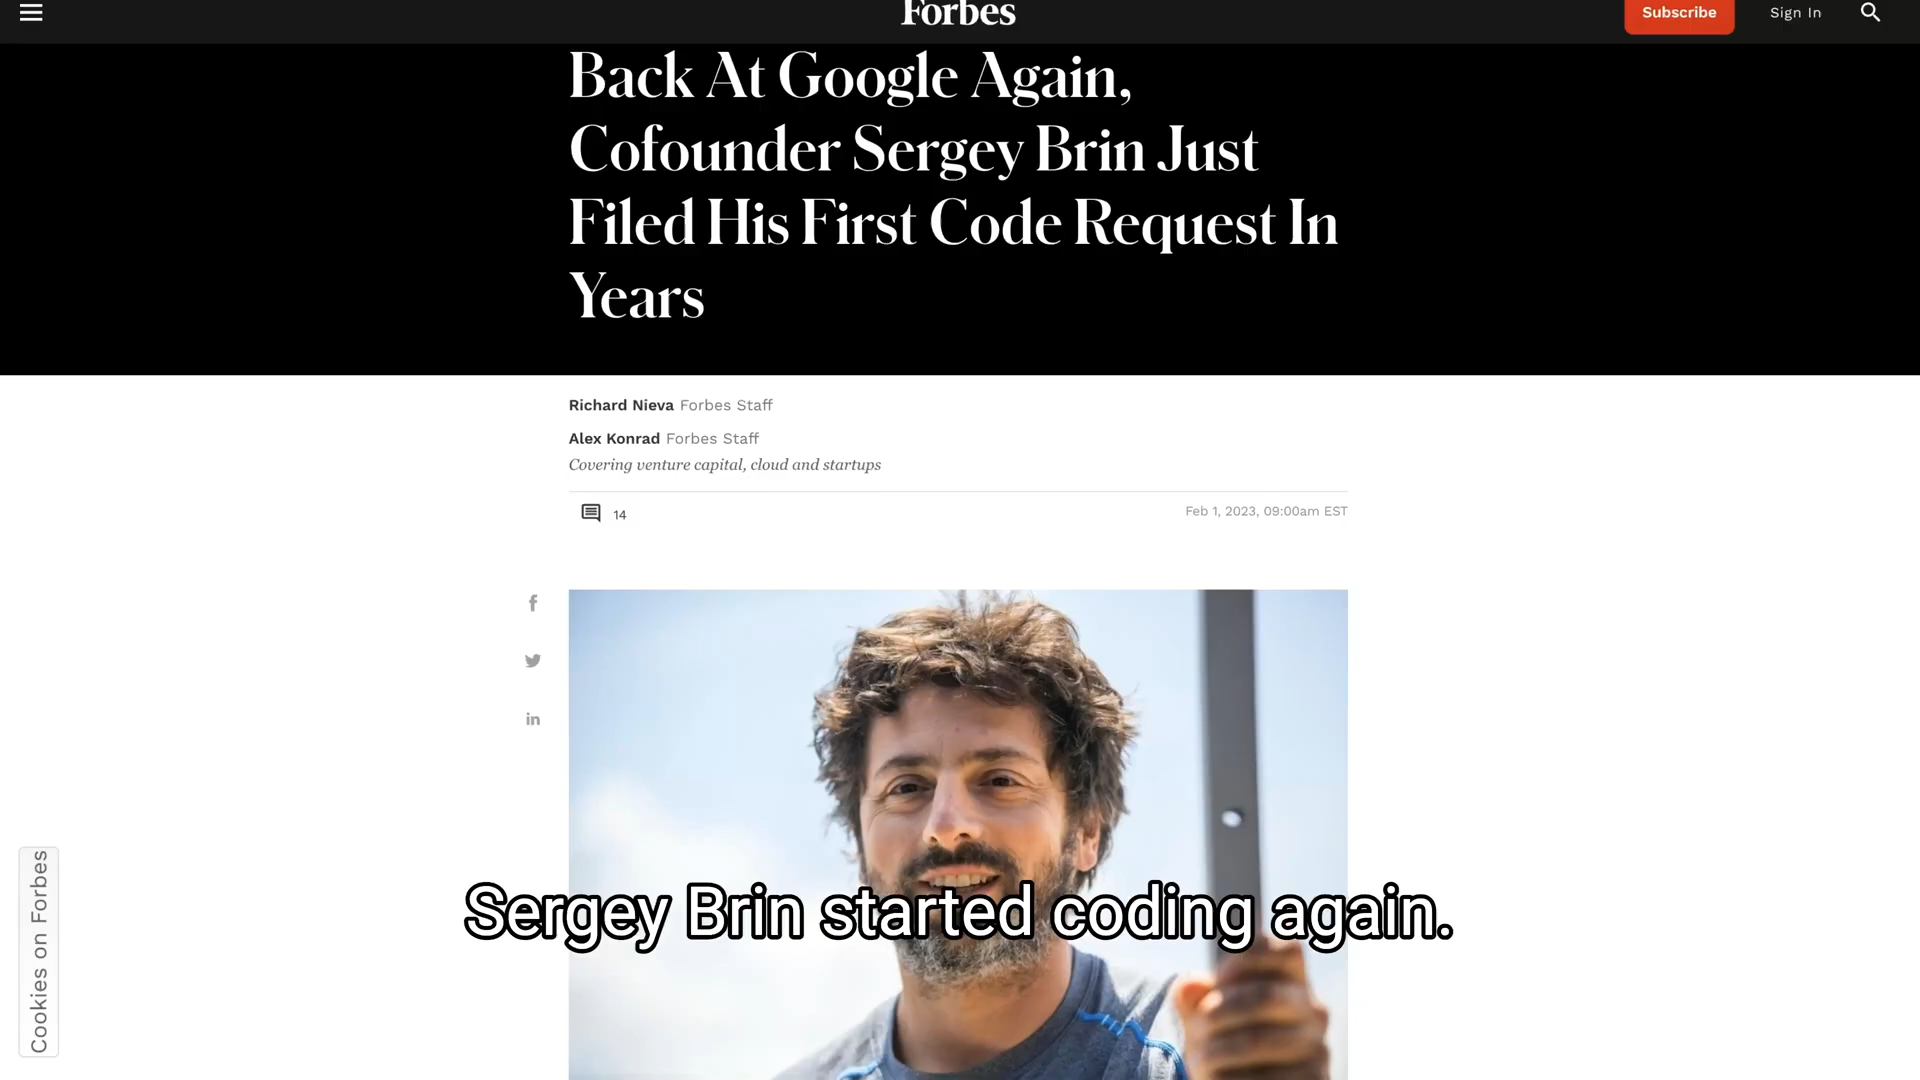 Forbes
Subscribe
Sign In
Back At Google Again,
Cofounder Sergey Brin Just
Filed His First Code Request In
Years
Richard Nieva Forbes Staff
Alex Konrad Forbes Staff
Covering venture capital, cloud and startups
14
Feb 1, 2023, 09:00am EST
Sergey Brin started coding again.
Cookies on Forbes